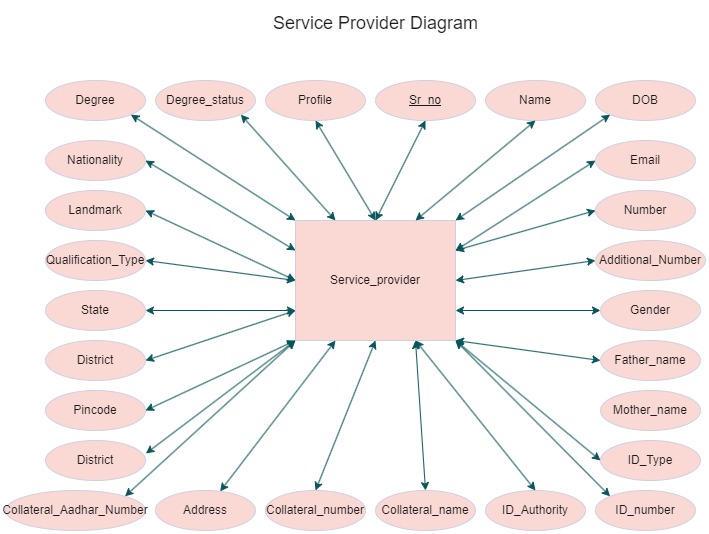 Service Provider Diagram
Degree
Degree_status
Profile
Sr_no
Name
DOB
Nationality
Email
Landmark
Number
Qualification_Type
Additional_Number
Service_provider
State
Gender
District
Father_name
Pincode
Mother_name
District
ID_Type
Collateral_Aadhar_Number
Address
Collateral_number
Collateral_name
ID_Authority
ID_number